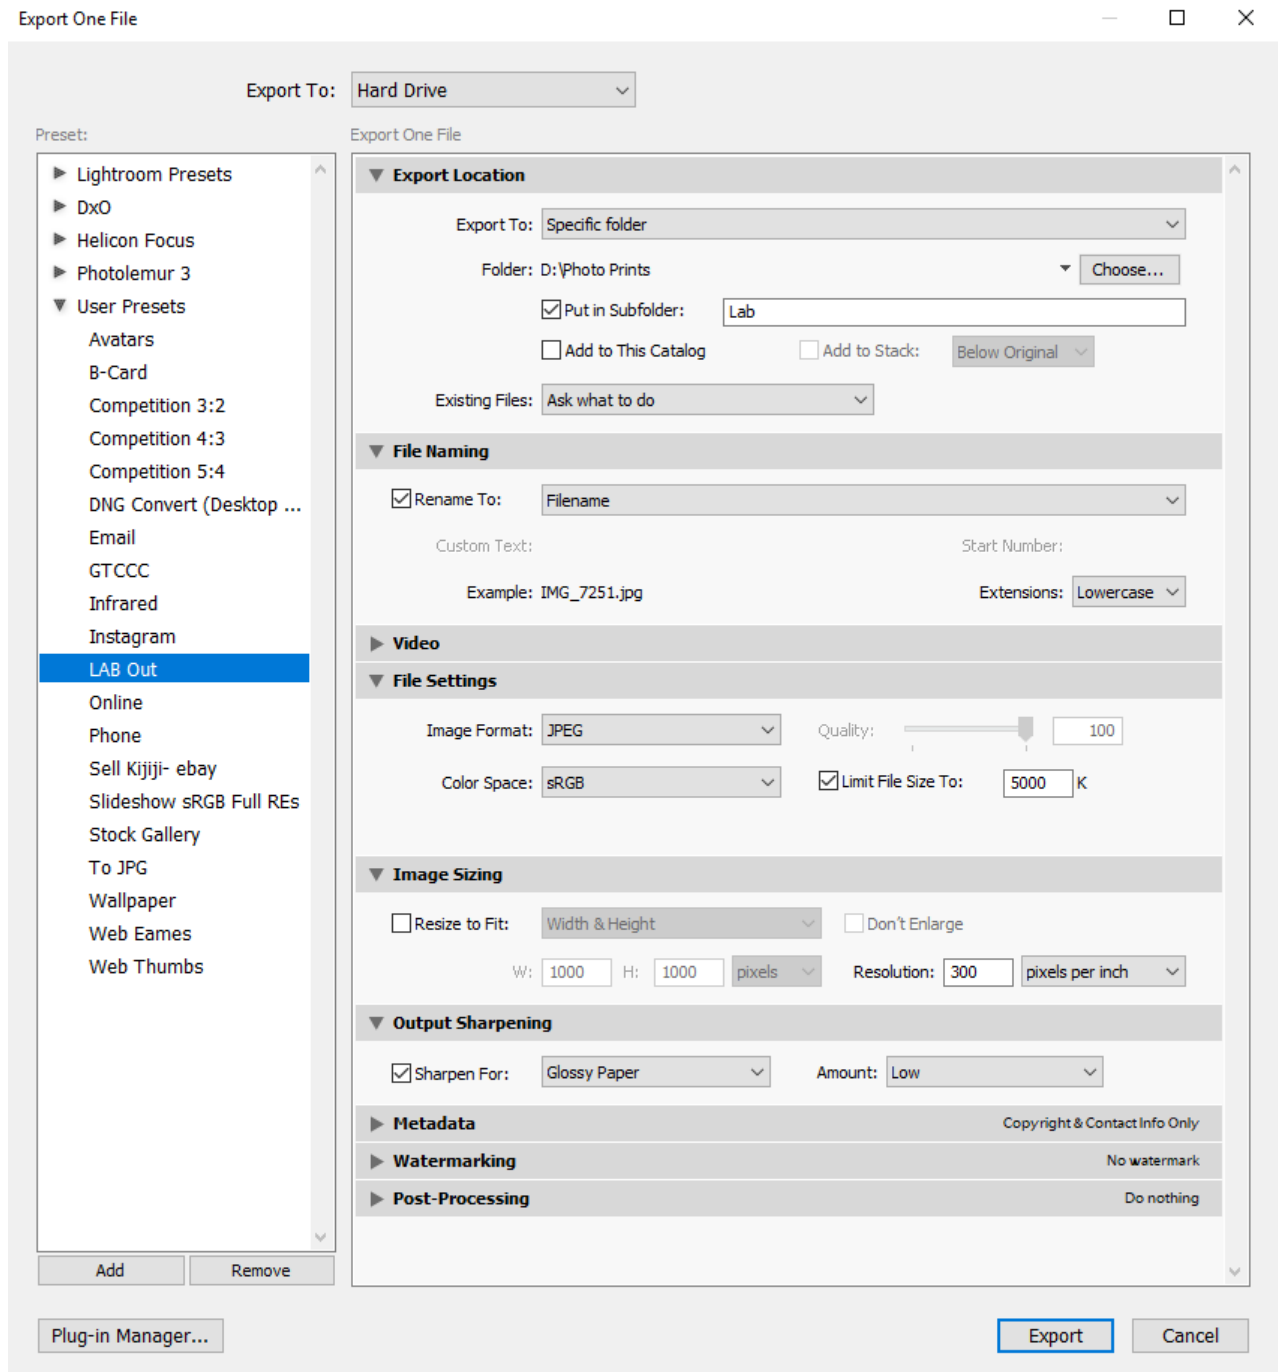 Export One File
Export To: Hard Drive
Preset:
Lightroom Presets
DxO
Helicon Focus
Photolemur 3
User Presets
Avatars
B-Card
Competition 3:2
Competition 4:3
Competition 5:4
DNG Convert (Desktop ...
Email
GTCCC
Infrared
Instagram
LAB Out
Online
Phone
Sell Kijiji- ebay
Slideshow sRGB Full REs
Stock Gallery
To JPG
Wallpaper
Web Eames
Web Thumbs
Add Remove
Export One File
Export Location
Export To: Specific folder
Folder: D:\Photo Prints Choose...
Put in Subfolder: Lab
Add to This Catalog Add to Stack: Below Original
Existing Files: Ask what to do
File Naming
Rename To: Filename
Custom Text: Start Number:
Example: IMG_7251.jpg Extensions: Lowercase
Video
File Settings
Image Format: JPEG Quality: 100
Color Space: sRGB Limit File Size To: 5000 K
Image Sizing
Resize to Fit: Width & Height Don't Enlarge
W: 1000 H: 1000 pixels Resolution: 300 pixels per inch
Output Sharpening
Sharpen For: Glossy Paper Amount: Low
Metadata Copyright & Contact Info Only
Watermarking No watermark
Post-Processing Do nothing
Plug-in Manager... Export Cancel